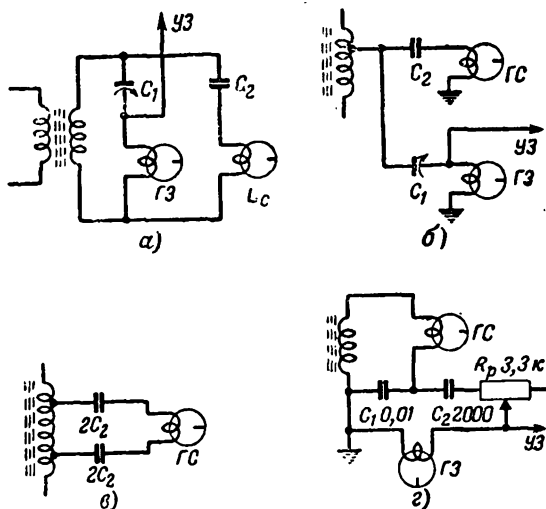 УЗ
C₁
C₂
ГЗ
Lс
а)
C₂
ГС
УЗ
C₁
ГЗ
б)
2C₂
2C₂
ГС
в)
ГС
Rр 3,3 к
C₁ 0,01
C₂ 2000
УЗ
ГЗ
г)